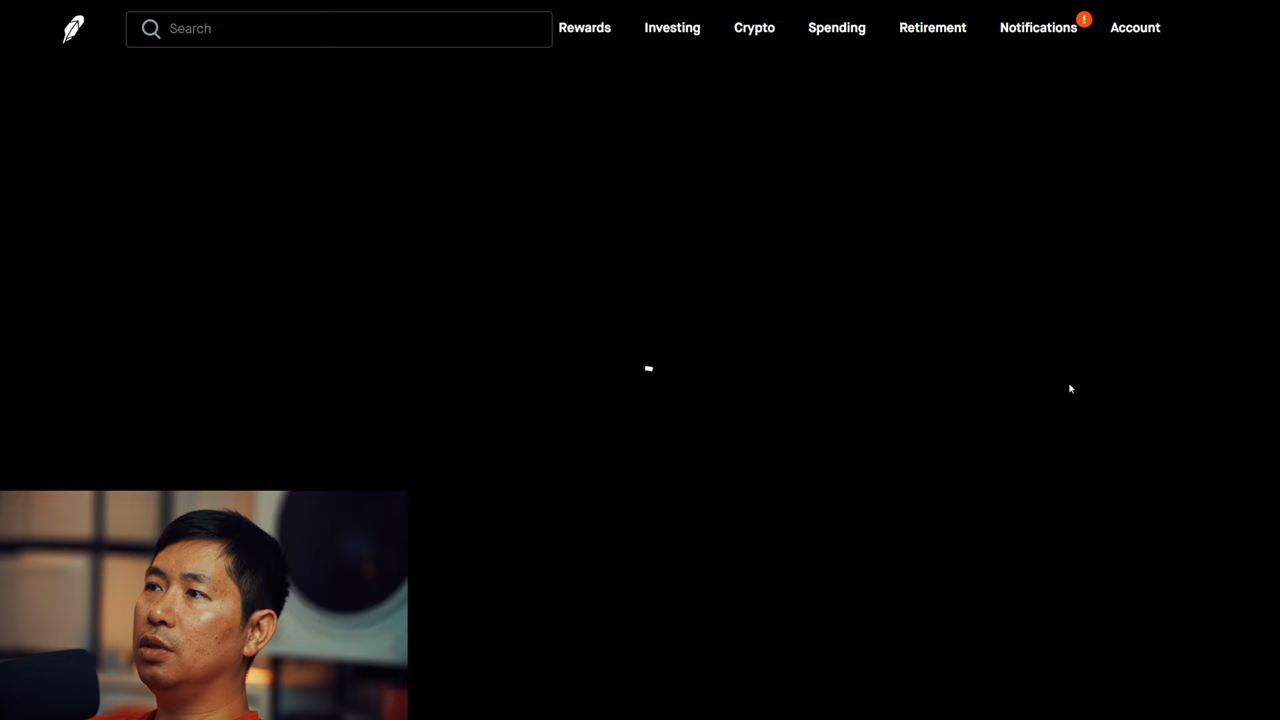 Search
Rewards
Investing
Crypto
Spending
Retirement
Notifications
!
Account